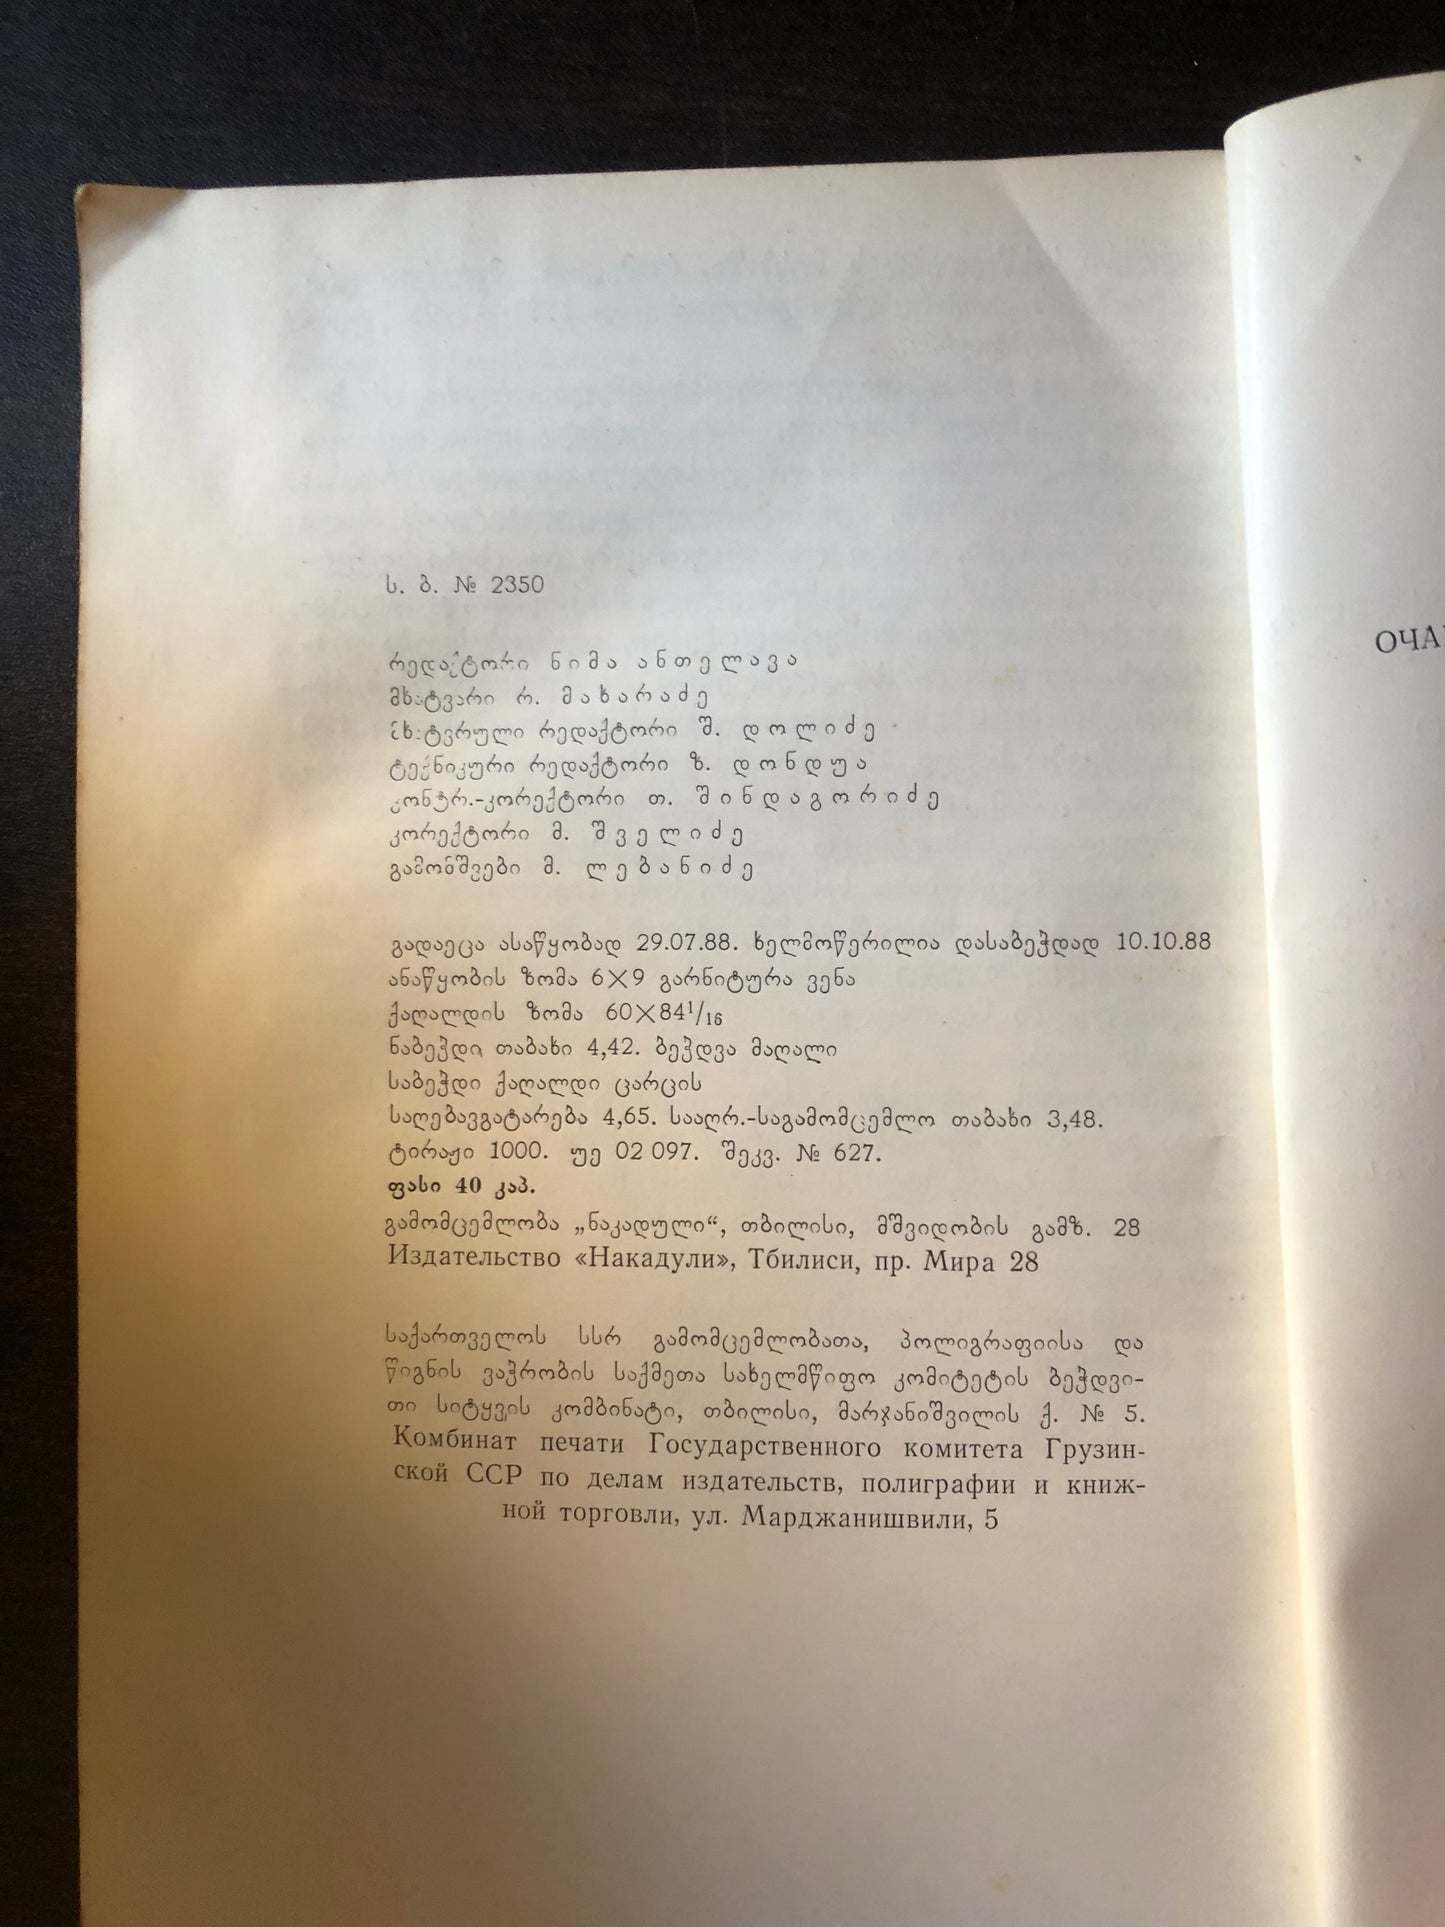 ს. ბ. № 2350
რედაქტორი ნიმა ანთელავა
მხატვარი რ. მახარაძე
მხატვრული რედაქტორი შ. დოლიძე
ტექნიკური რედაქტორი ზ. დონდუა
კონტრ.-კორექტორი თ. შინდაგორიძე
კორექტორი მ. შველიძე
გამომშვები მ. ლებანიძე
გადაეცა ასაწყობად 29.07.88. ხელმოწერილია დასაბეჭდად 10.10.88
ანაწყობის ზომა 6×9 გარნიტურა ვენა
ქაღალდის ზომა 60×84¹/₁₆
ნაბეჭდი თაბახი 4,42. ბეჭდვა მაღალი
საბეჭდი ქაღალდი ცარცის
საღებავგატარება 4,65. სააღრ.-საგამომცემლო თაბახი 3,48.
ტირაჟი 1000. უე 02 097. შეკვ. № 627.
ფასი 40 კაპ.
გამომცემლობა „ნაკადული“, თბილისი, მშვიდობის გამზ. 28
Издательство «Накадули», Тбилиси, пр. Мира 28
საქართველოს სსრ გამომცემლობათა, პოლიგრაფიისა და
წიგნის ვაჭრობის საქმეთა სახელმწიფო კომიტეტის ბეჭდვი-
თი სიტყვის კომბინატი, თბილისი, მარჯანიშვილის ქ. № 5.
Комбинат печати Государственного комитета Грузин-
ской ССР по делам издательств, полиграфии и книж-
ной торговли, ул. Марджанишвили, 5
ОЧА